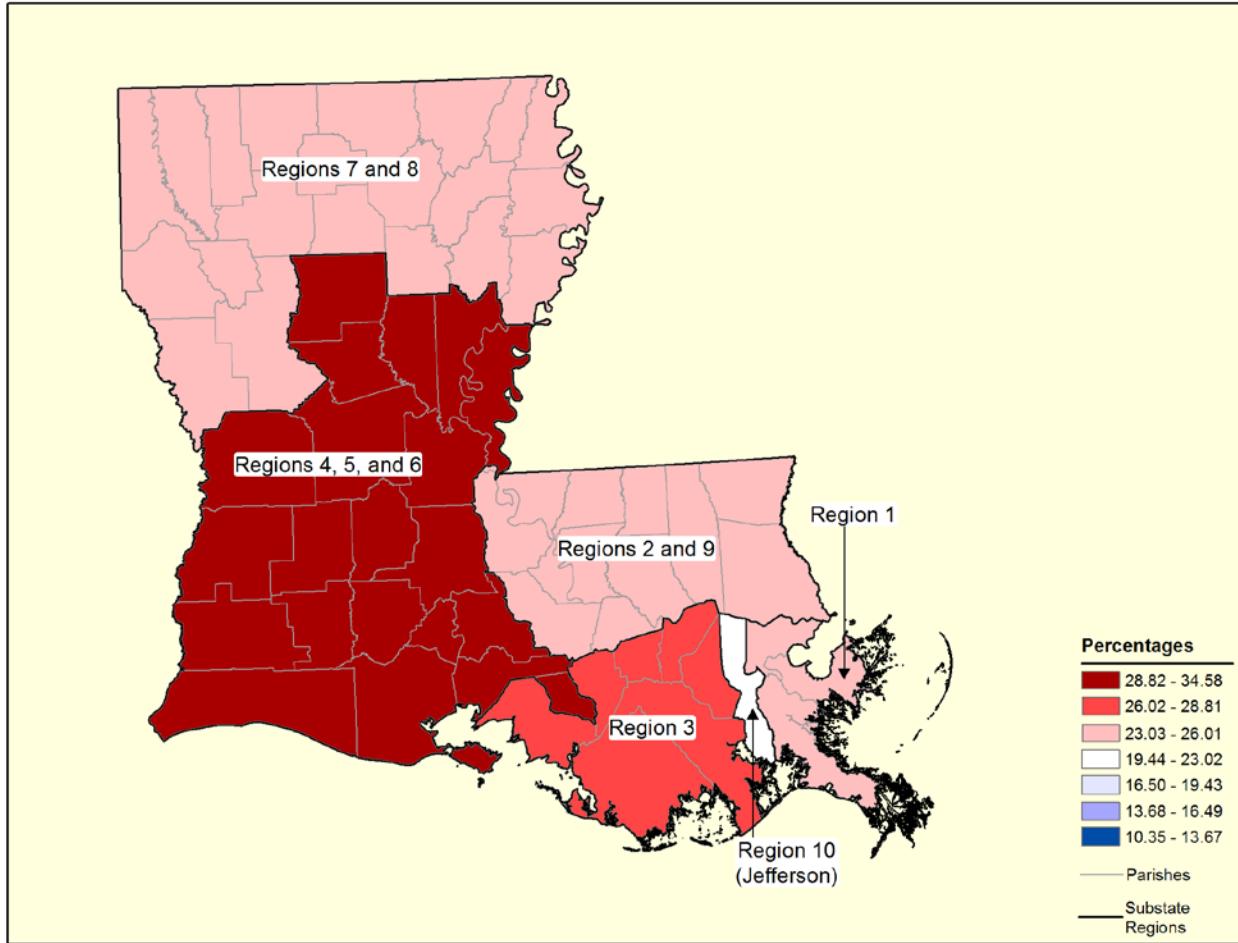 Regions 7 and 8
Regions 4, 5, and 6
Region 1
Regions 2 and 9
Region 3
Region 10
(Jefferson)
Percentages
28.82 - 34.58
26.02 - 28.81
23.03 - 26.01
19.44 - 23.02
16.50 - 19.43
13.68 - 16.49
10.35 - 13.67
Parishes
Substate
Regions